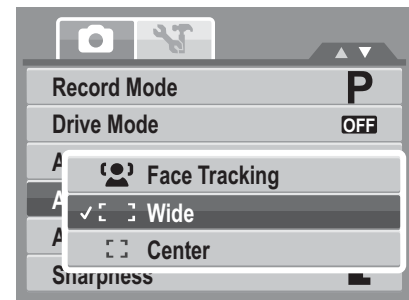 Record Mode P
Drive Mode OFF
A
Face Tracking
A
Wide
A
Center
Sharpness